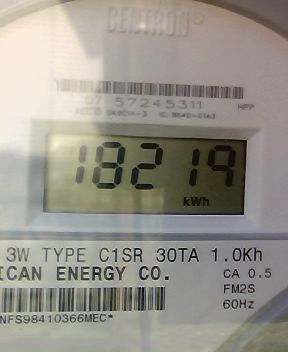 CENTRON®
07 57245311 HPP
18219
kWh
3W TYPE C1SR 30TA 1.0Kh
ICAN ENERGY CO. CA 0.5
FM2S
60Hz
NFS98410366MEC*